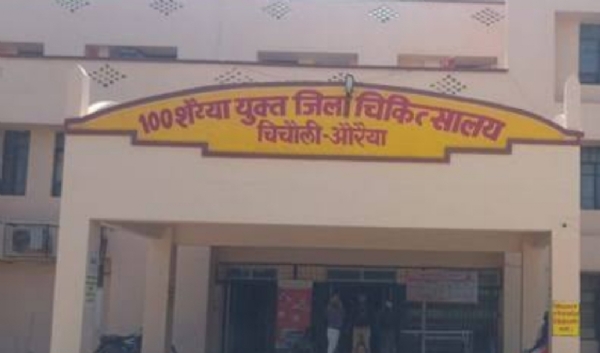 100 शैय्या युक्त जिला चिकित्सालय
चिचौली-औरैया